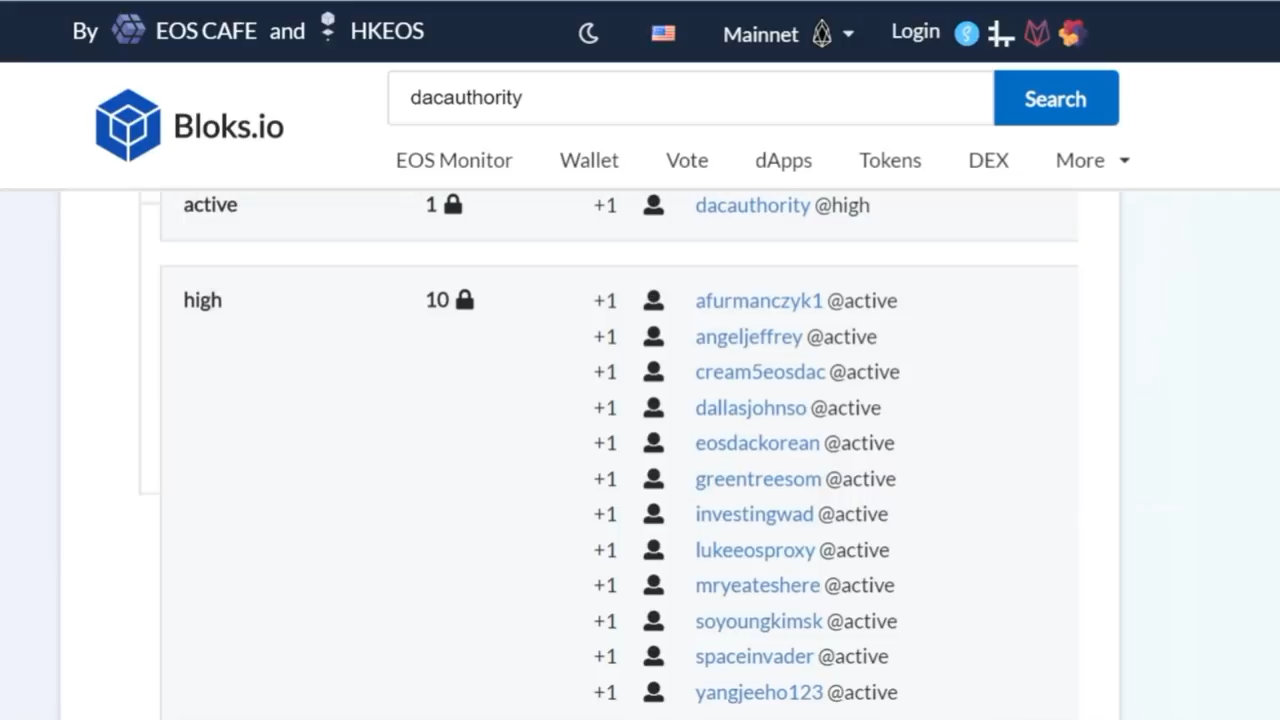 By EOS CAFE and HKEOS Mainnet Login
dacauthority Search
Bloks.io
EOS Monitor Wallet Vote dApps Tokens DEX More
active 1 +1 dacauthority @high
high 10 +1 afurmanczyk1 @active
+1 angeljeffrey @active
+1 cream5eosdac @active
+1 dallasjohnso @active
+1 eosdackorean @active
+1 greentreesom @active
+1 investingwad @active
+1 lukeeosproxy @active
+1 mryeateshere @active
+1 soyoungkimsk @active
+1 spaceinvader @active
+1 yangjeeho123 @active